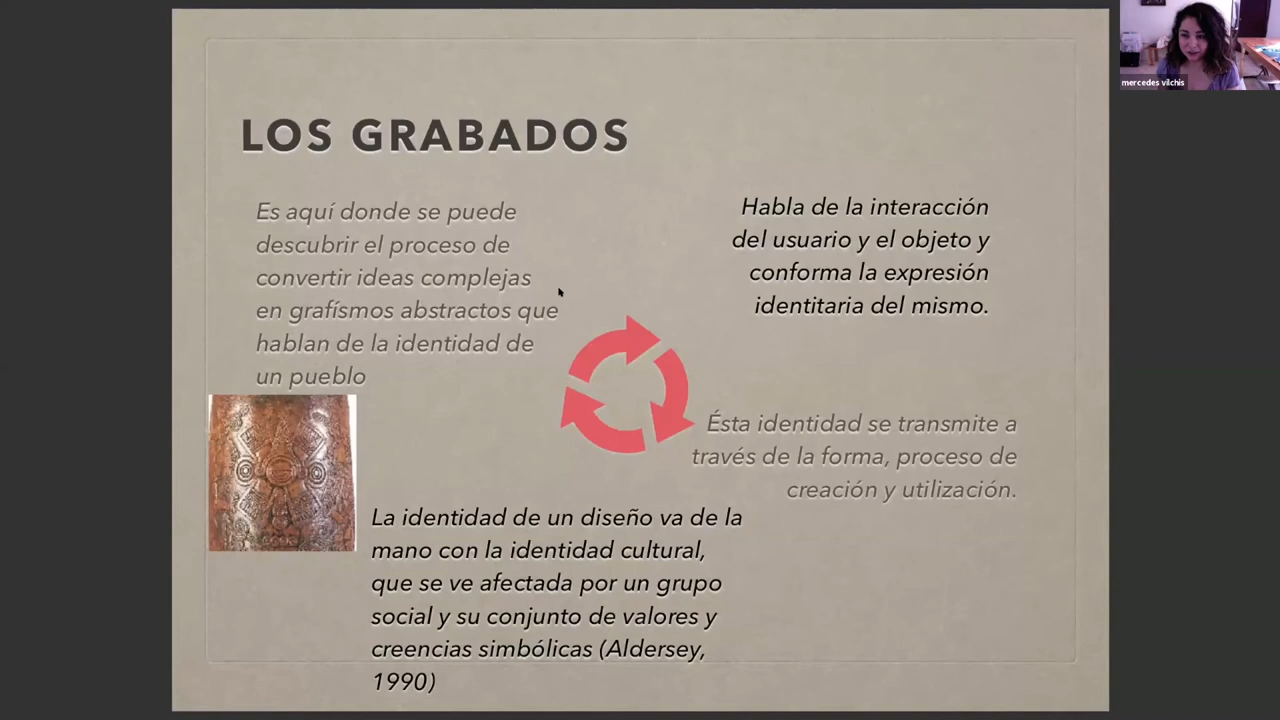 mercedes vilchis
LOS GRABADOS
Es aquí donde se puede
descubrir el proceso de
convertir ideas complejas
en grafísmos abstractos que
hablan de la identidad de
un pueblo
Habla de la interacción
del usuario y el objeto y
conforma la expresión
identitaria del mismo.
Ésta identidad se transmite a
través de la forma, proceso de
creación y utilización.
La identidad de un diseño va de la
mano con la identidad cultural,
que se ve afectada por un grupo
social y su conjunto de valores y
creencias simbólicas (Aldersey,
1990)